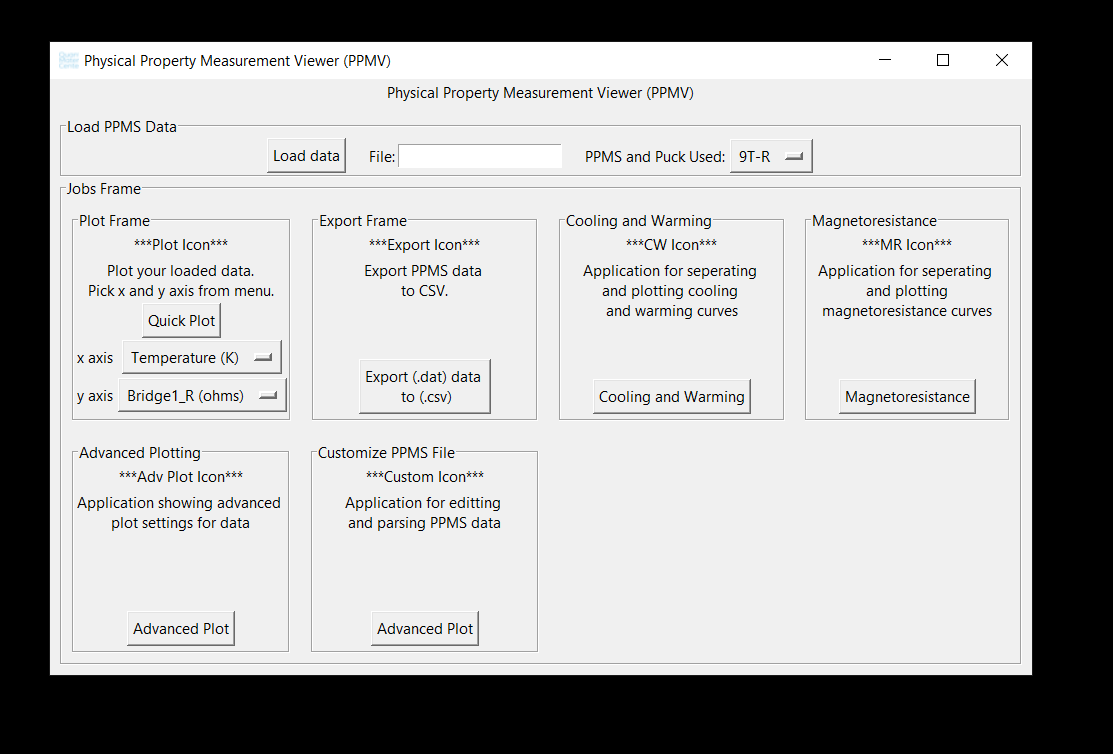 Physical Property Measurement Viewer (PPMV)
Physical Property Measurement Viewer (PPMV)
Load PPMS Data
Load data File: PPMS and Puck Used: 9T-R
Jobs Frame
Plot Frame
***Plot Icon***
Plot your loaded data.
Pick x and y axis from menu.
Quick Plot
x axis Temperature (K)
y axis Bridge1_R (ohms)
Export Frame
***Export Icon***
Export PPMS data
to CSV.
Export (.dat) data
to (.csv)
Cooling and Warming
***CW Icon***
Application for seperating
and plotting cooling
and warming curves
Cooling and Warming
Magnetoresistance
***MR Icon***
Application for seperating
and plotting
magnetoresistance curves
Magnetoresistance
Advanced Plotting
***Adv Plot Icon***
Application showing advanced
plot settings for data
Advanced Plot
Customize PPMS File
***Custom Icon***
Application for editting
and parsing PPMS data
Advanced Plot